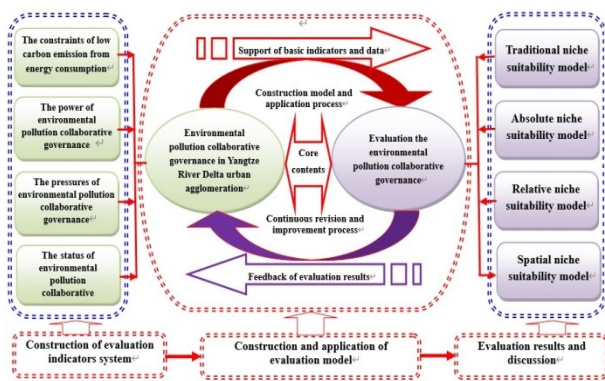 The constraints of low
carbon emission from
energy consumption
The power of
environmental
pollution collaborative
governance
The pressures of
environmental pollution
collaborative
governance
The status of
environmental
pollution
collaborative
Support of basic indicators and data
Construction model and
application process
Environmental
pollution collaborative
governance in Yangtze
River Delta urban
agglomeration
Core
contents
Evaluation the
environmental
pollution collaborative
governance
Continuous revision and
improvement process
Feedback of evaluation results
Traditional niche
suitability model
Absolute niche
suitability model
Relative niche
suitability model
Spatial niche
suitability model
Construction of evaluation
indicators system
Construction and application of
evaluation model
Evaluation results and
discussion